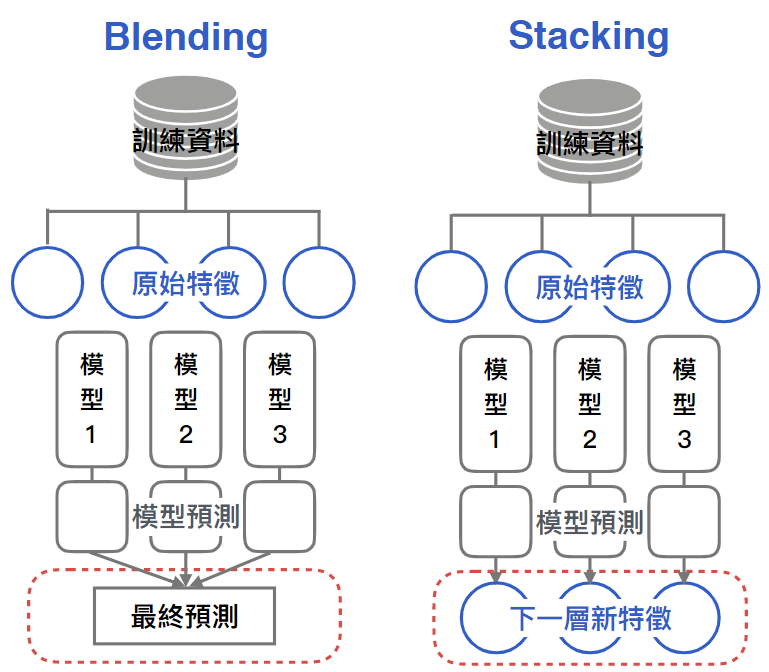 Blending
訓練資料
原始特徵
模型1
模型2
模型3
模型預測
最終預測
Stacking
訓練資料
原始特徵
模型1
模型2
模型3
模型預測
下一層新特徵